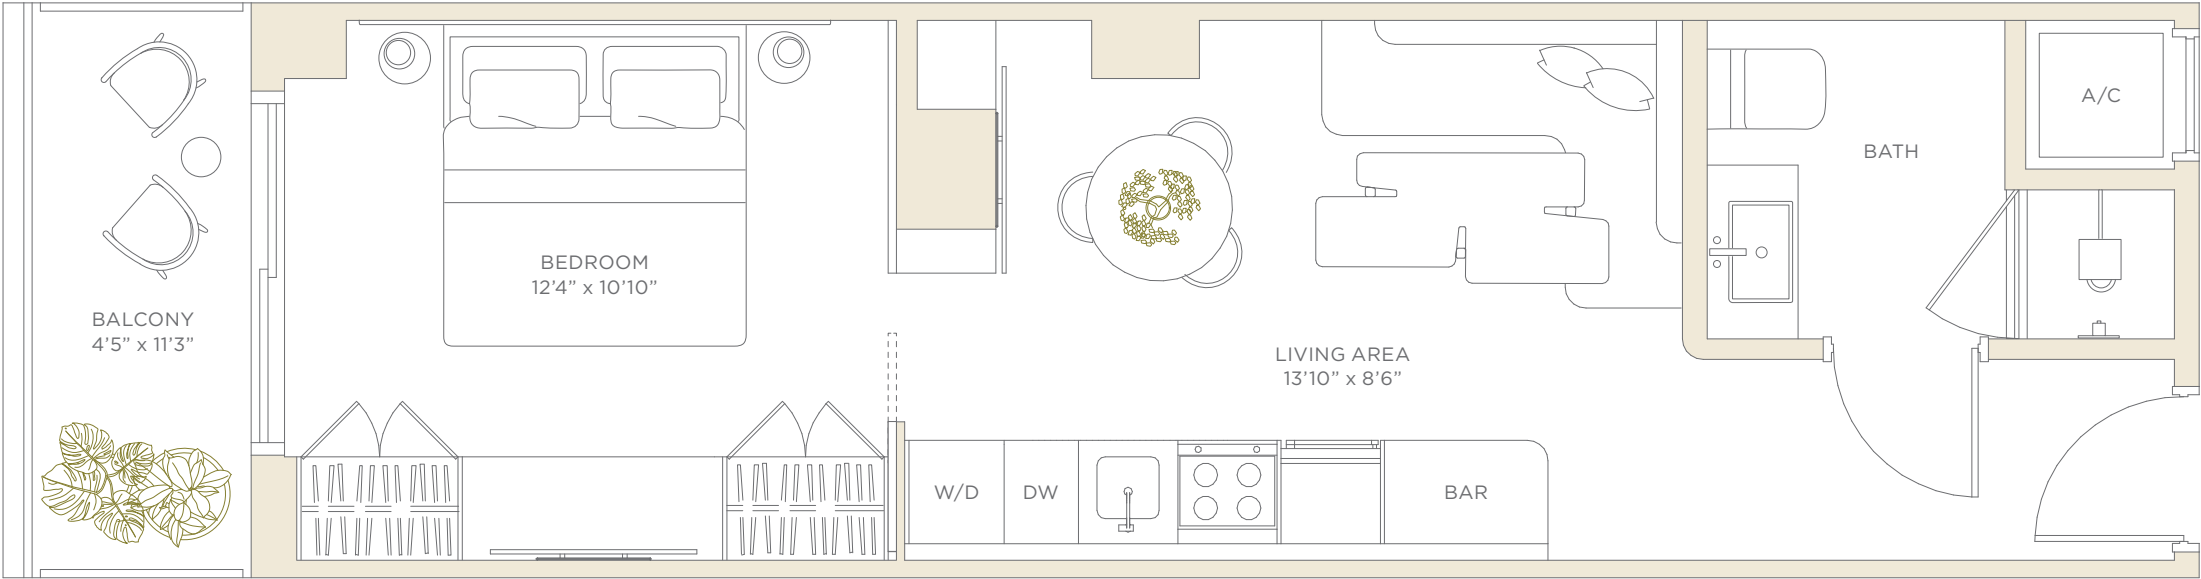 BALCONY
4’5” x 11’3”
BEDROOM
12’4” x 10’10”
LIVING AREA
13’10” x 8’6”
W/D
DW
BAR
BATH
A/C